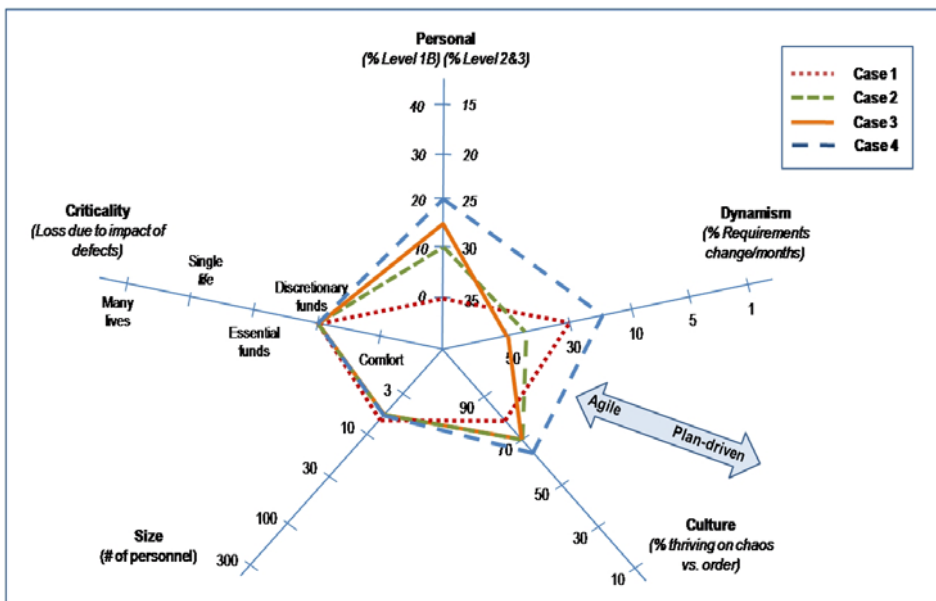 Personal
(% Level 1B) (% Level 2&3)
40 15
30 20
20 25
10 30
0 35
Case 1
Case 2
Case 3
Case 4
Criticality
(Loss due to impact of
defects)
Many
lives
Single
life
Essential
funds
Discretionary
funds
Comfort
Dynamism
(% Requirements
change/months)
50
30
10
5
1
Agile
Plan-driven
3
10
30
100
300
Size
(# of personnel)
90
70
50
30
10
Culture
(% thriving on chaos
vs. order)